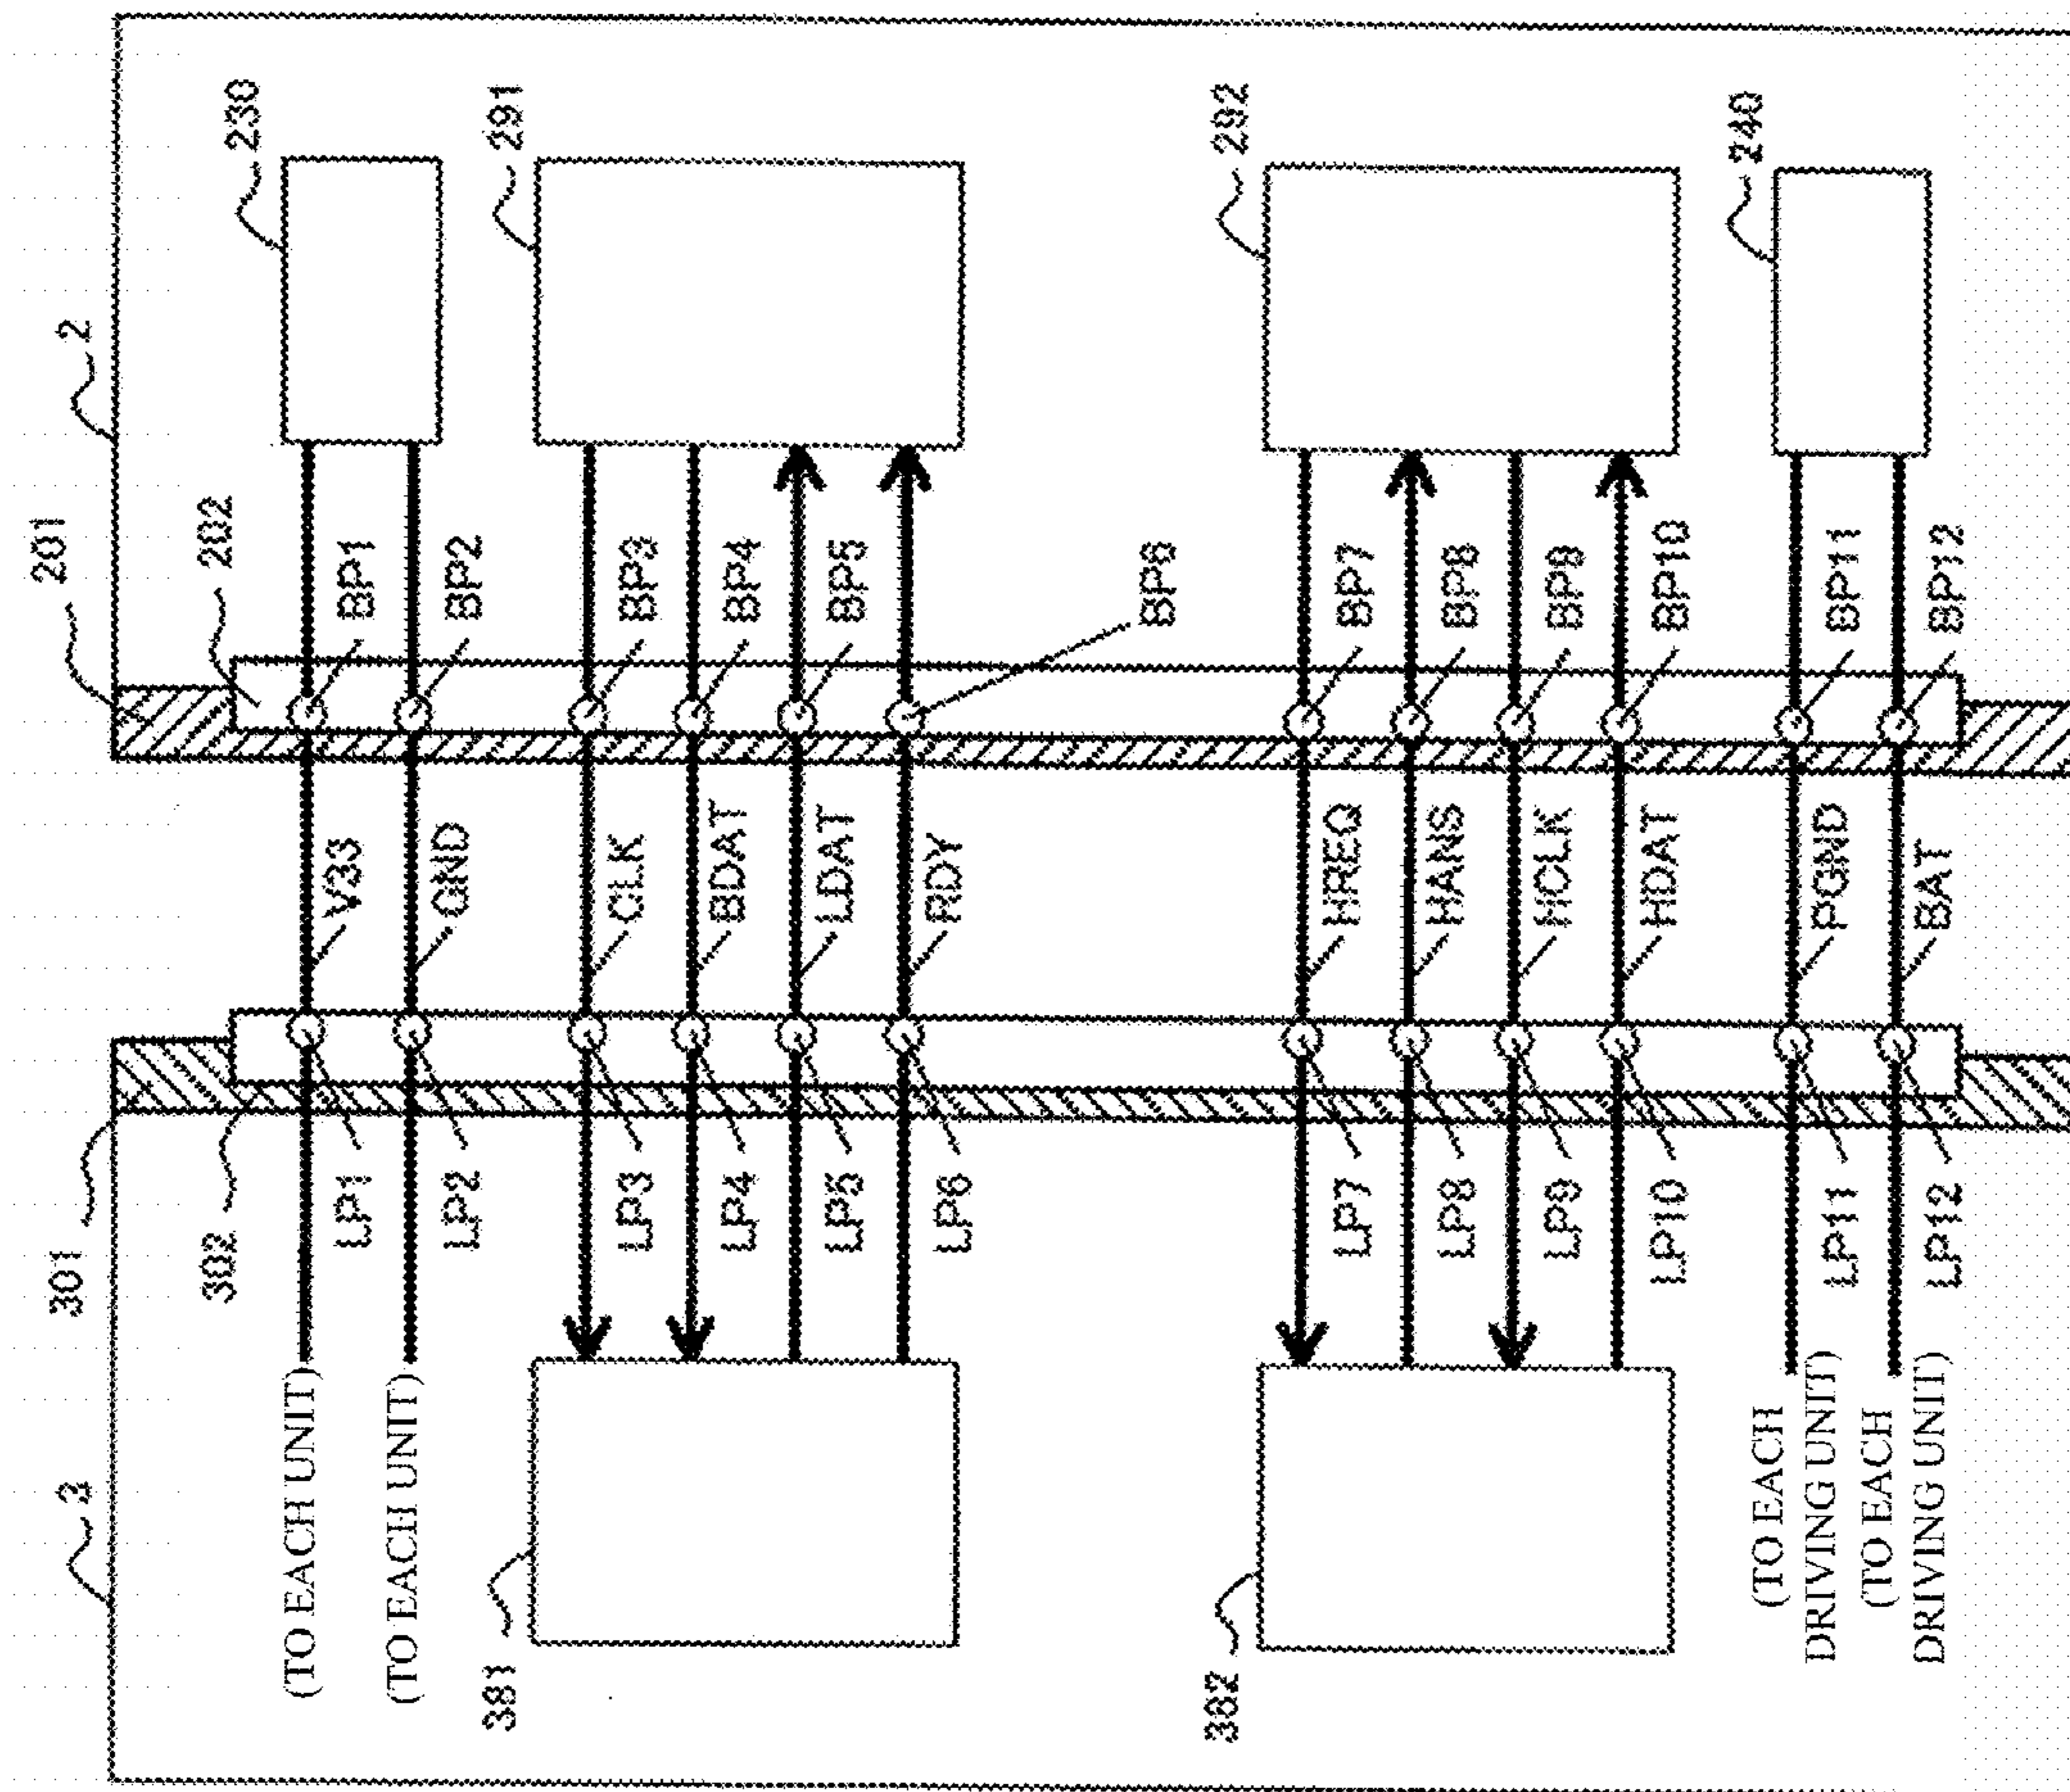 3
2
301
201
302
202
230
(TO EACH UNIT)
LP1
V33
BP1
(TO EACH UNIT)
LP2
GND
BP2
381
291
LP3
CLK
BP3
LP4
BDAT
BP4
LP5
LDAT
BP5
LP6
RDY
BP6
382
292
LP7
HREQ
BP7
LP8
HANS
BP8
LP9
HCLK
BP9
LP10
HDAT
BP10
240
(TO EACH
DRIVING UNIT)
LP11
PGND
BP11
(TO EACH
DRIVING UNIT)
LP12
BAT
BP12